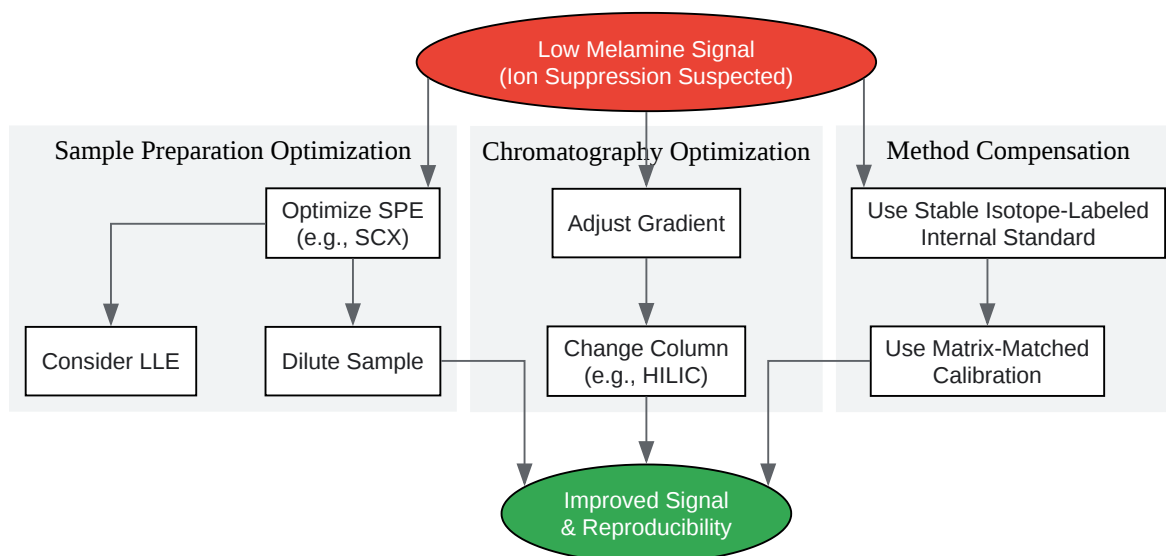 Low Melamine Signal
(Ion Suppression Suspected)
Sample Preparation Optimization
Chromatography Optimization
Method Compensation
Optimize SPE
(e.g., SCX)
Adjust Gradient
Use Stable Isotope-Labeled
Internal Standard
Consider LLE
Dilute Sample
Change Column
(e.g., HILIC)
Use Matrix-Matched
Calibration
Improved Signal
& Reproducibility